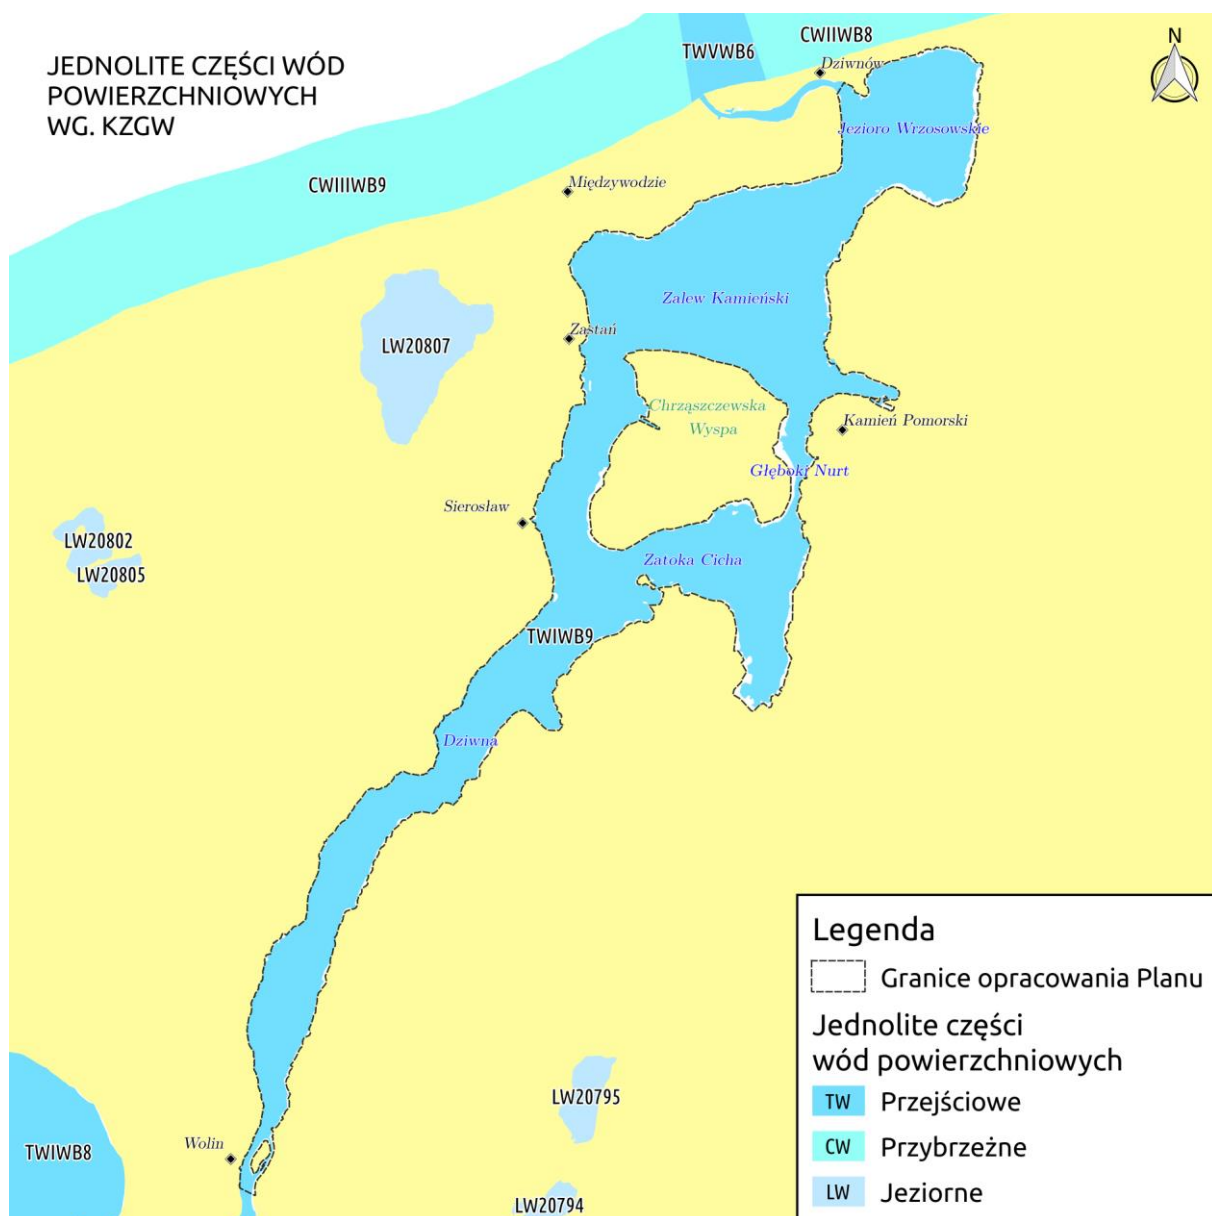 JEDNOLITE CZĘŚCI WÓD
POWIERZCHNIOWYCH
WG. KZGW
TWVWB6
CWIIWB8
N
Dziwnów
Jezioro Wrzosowskie
CWIIIWB9
Międzywodzie
Zalew Kamieński
Zastań
LW20807
Chrząszczewska
Wyspa
Kamień Pomorski
Głęboki Nurt
Sierosław
LW20802
LW20805
Zatoka Cicha
TWIWB9
Dziwna
LW20795
Wolin
TWIWB8
LW20794
Legenda
Granice opracowania Planu
Jednolite części
wód powierzchniowych
TW Przejściowe
CW Przybrzeżne
LW Jeziorne